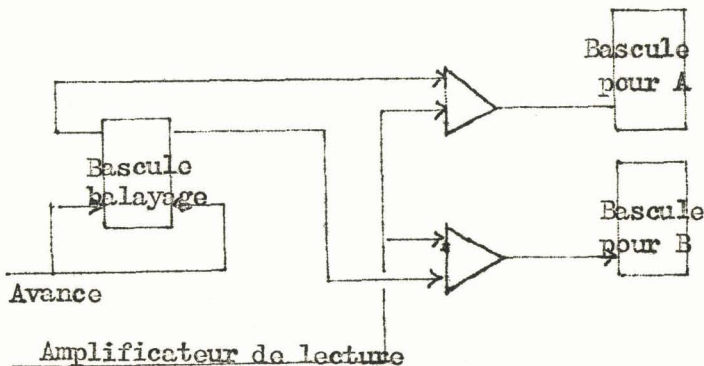 Bascule
pour A
Bascule
balayage
Bascule
pour B
Avance
Amplificateur de lecture